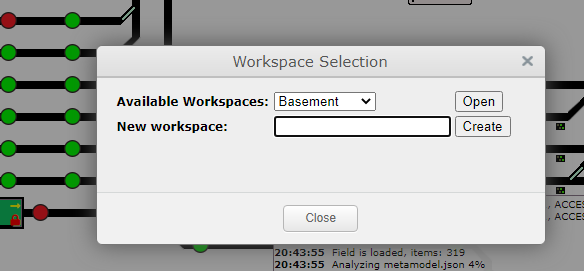 Workspace Selection ×
Available Workspaces: Basement Open
New workspace: Create
, ACCES
, ACCES
Close
20:43:55 Field is loaded, items: 319
20:43:55 Analyzing metamodel.json 4%